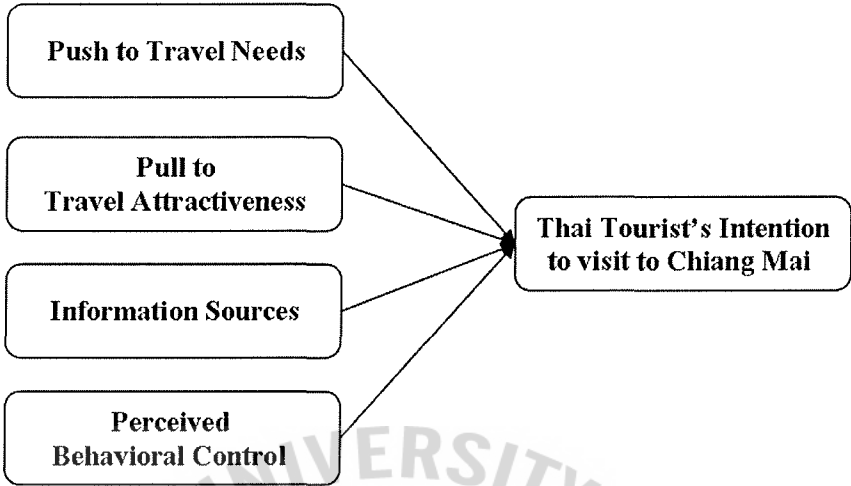 Push to Travel Needs
Pull to
Travel Attractiveness
Thai Tourist's Intention
to visit to Chiang Mai
Information Sources
Perceived
Behavioral Control
UNIVERSITY